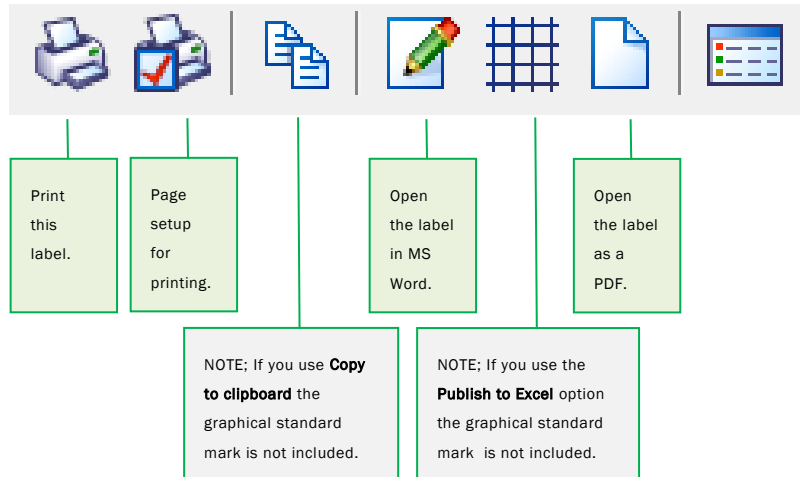 Print
this
label.
Page
setup
for
printing.
Open
the label
in MS
Word.
Open
the label
as a
PDF.
NOTE; If you use Copy
to clipboard the
graphical standard
mark is not included.
NOTE; If you use the
Publish to Excel option
the graphical standard
mark  is not included.